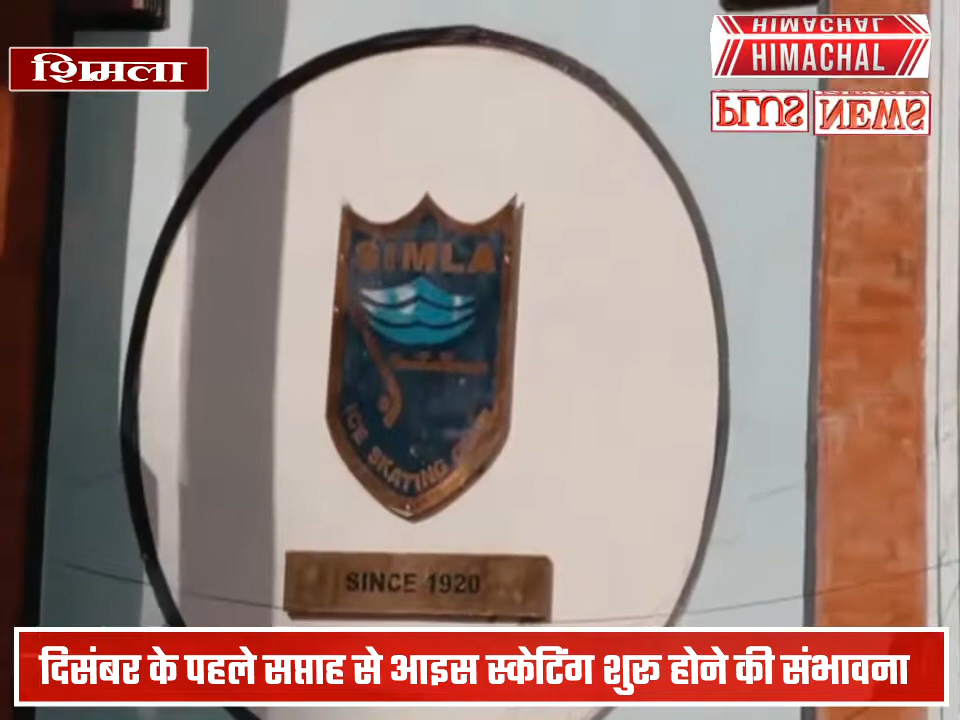 शिमला
HIMACHAL
HIMACHAL
PLUS NEWS
SIMLA
ICE SKATING
SINCE 1920
दिसंबर के पहले सप्ताह से आइस स्केटिंग शुरू होने की संभावना